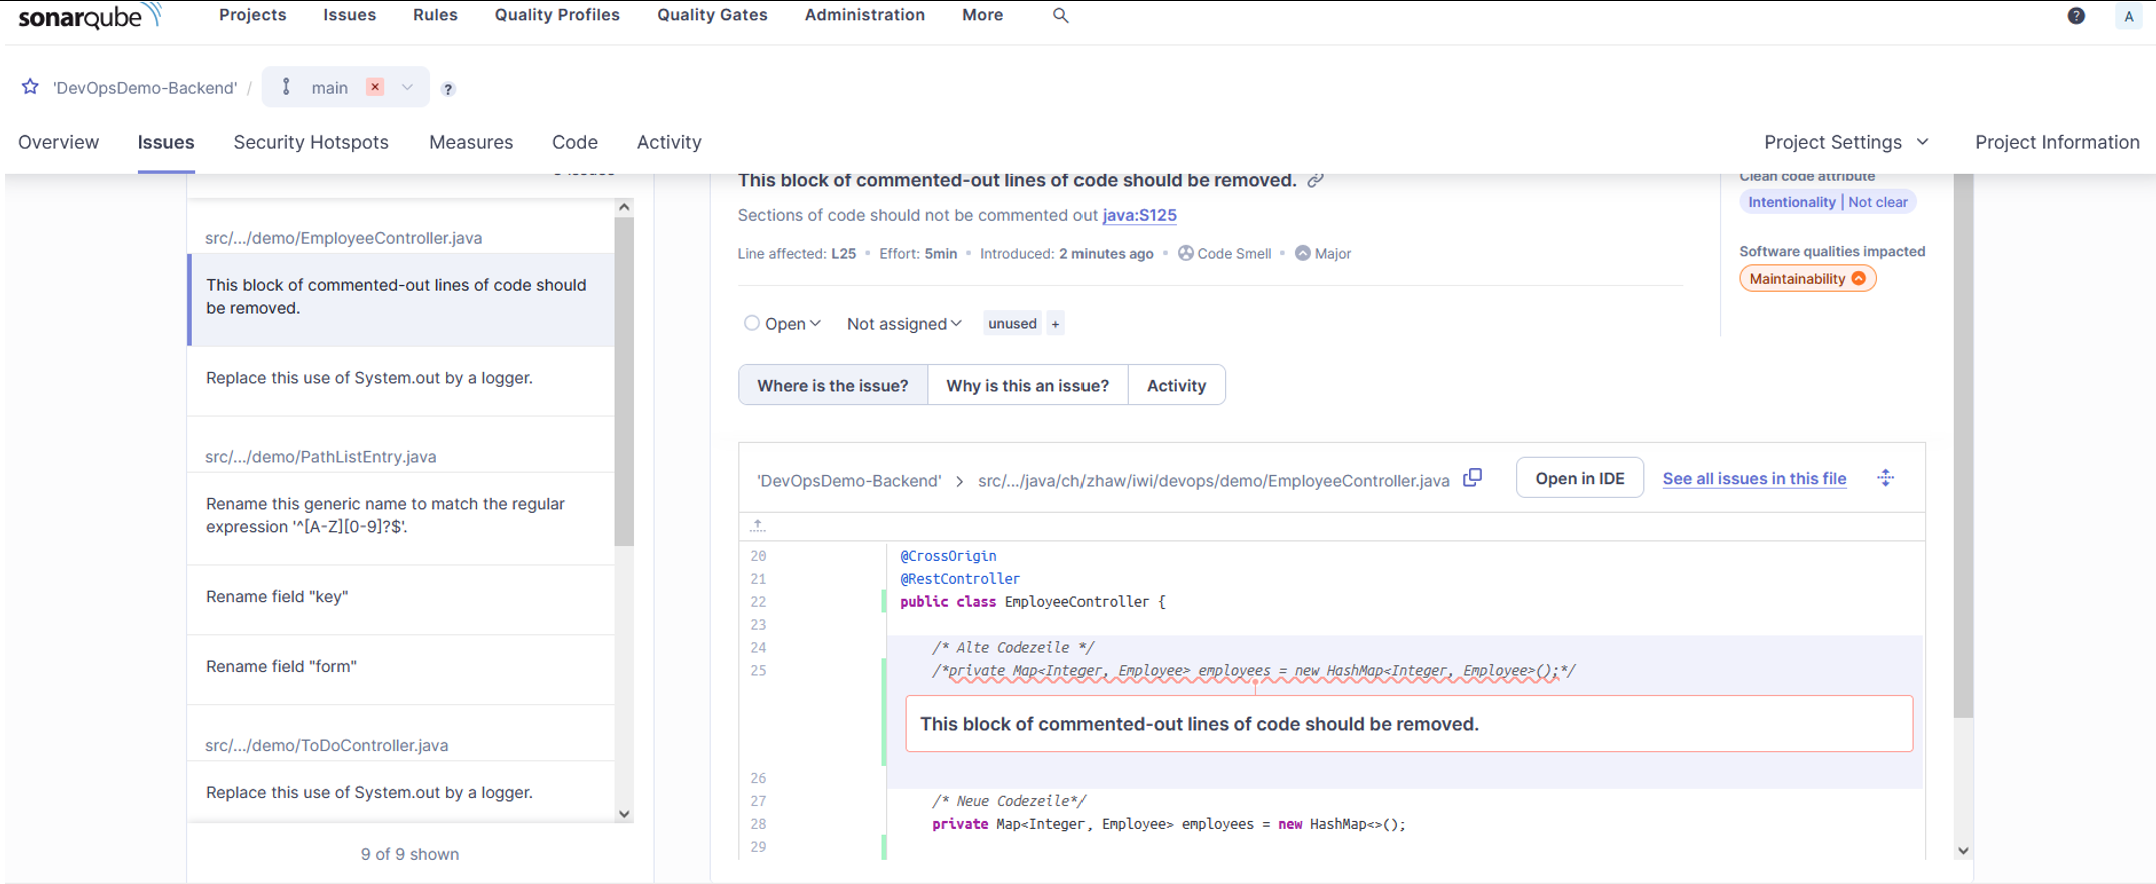 sonarqube Projects Issues Rules Quality Profiles Quality Gates Administration More ? A
'DevOpsDemo-Backend' / main × ?
Overview Issues Security Hotspots Measures Code Activity Project Settings Project Information
src/.../demo/EmployeeController.java
This block of commented-out lines of code should
be removed.
Replace this use of System.out by a logger.
src/.../demo/PathListEntry.java
Rename this generic name to match the regular
expression '^[A-Z][0-9]?$'.
Rename field "key"
Rename field "form"
src/.../demo/ToDoController.java
Replace this use of System.out by a logger.
9 of 9 shown
This block of commented-out lines of code should be removed.
Sections of code should not be commented out java:S125
Line affected: L25 • Effort: 5min • Introduced: 2 minutes ago • Code Smell • Major
Open Not assigned unused +
Where is the issue? Why is this an issue? Activity
Clean code attribute
Intentionality | Not clear
Software qualities impacted
Maintainability
'DevOpsDemo-Backend' > src/.../java/ch/zhaw/iwi/devops/demo/EmployeeController.java Open in IDE See all issues in this file
20 @CrossOrigin
21 @RestController
22 public class EmployeeController {
23
24 /* Alte Codezeile */
25 /*private Map<Integer, Employee> employees = new HashMap<Integer, Employee>();*/
This block of commented-out lines of code should be removed.
26
27 /* Neue Codezeile*/
28 private Map<Integer, Employee> employees = new HashMap<>();
29